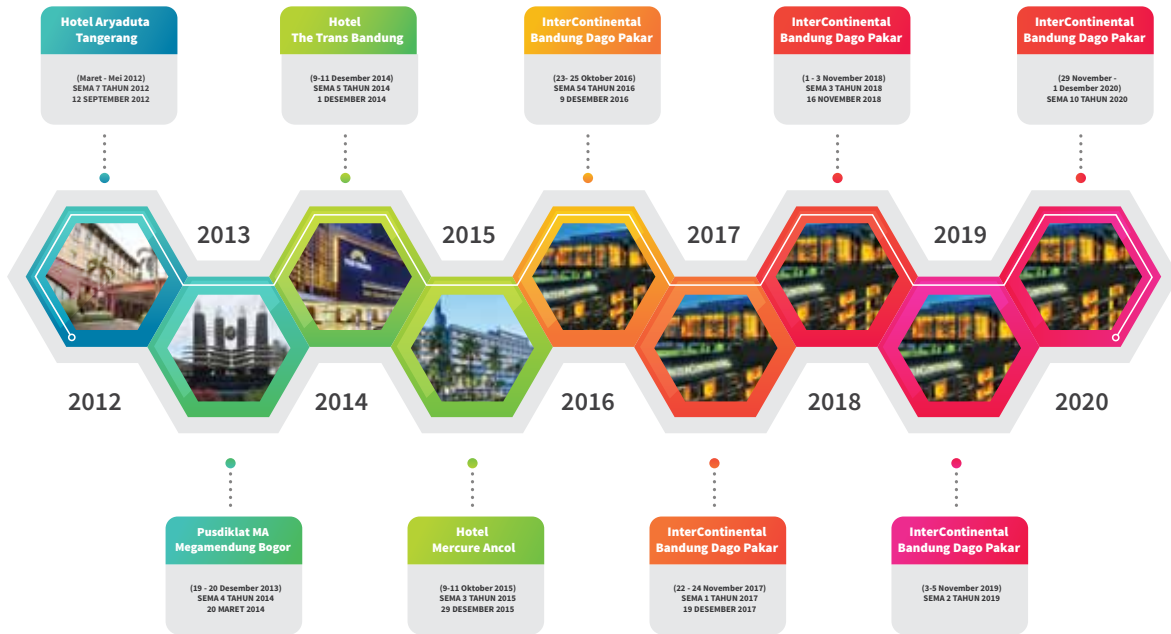 Hotel Aryaduta
Tangerang
(Maret - Mei 2012)
SEMA 7 TAHUN 2012
12 SEPTEMBER 2012
Hotel
The Trans Bandung
(9-11 Desember 2014)
SEMA 5 TAHUN 2014
1 DESEMBER 2014
InterContinental
Bandung Dago Pakar
(23- 25 Oktober 2016)
SEMA 54 TAHUN 2016
9 DESEMBER 2016
InterContinental
Bandung Dago Pakar
(1 - 3 November 2018)
SEMA 3 TAHUN 2018
16 NOVEMBER 2018
InterContinental
Bandung Dago Pakar
(29 November -
1 Desember 2020)
SEMA 10 TAHUN 2020
2013
2015
2017
2019
2012
2014
2016
2018
2020
Pusdiklat MA
Megamendung Bogor
(19 - 20 Desember 2013)
SEMA 4 TAHUN 2014
20 MARET 2014
Hotel
Mercure Ancol
(9-11 Oktober 2015)
SEMA 3 TAHUN 2015
29 DESEMBER 2015
InterContinental
Bandung Dago Pakar
(22 - 24 November 2017)
SEMA 1 TAHUN 2017
19 DESEMBER 2017
InterContinental
Bandung Dago Pakar
(3-5 November 2019)
SEMA 2 TAHUN 2019